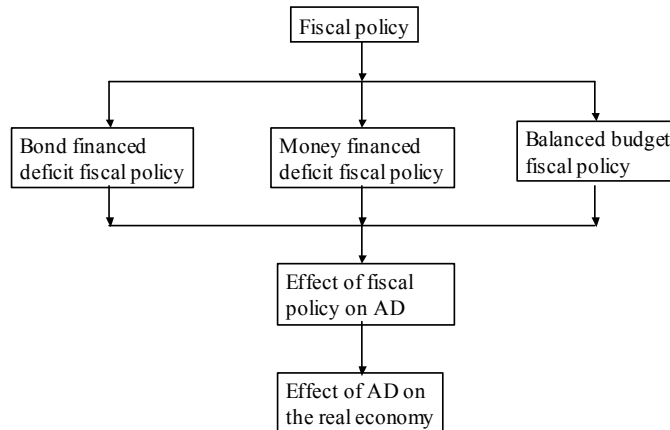 Fiscal policy
Bond financed
deficit fiscal policy
Money financed
deficit fiscal policy
Balanced budget
fiscal policy
Effect of fiscal
policy on AD
Effect of AD on
the real economy